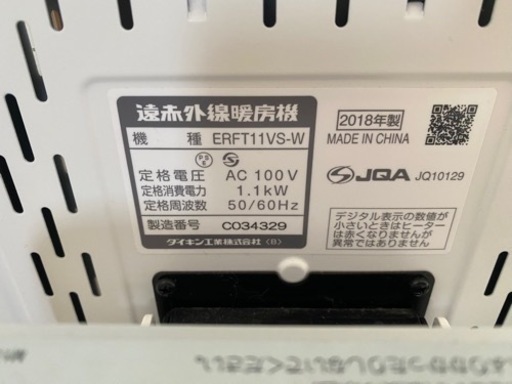 遠赤外線暖房機
機 種 ERFT11VS-W
定格電圧 AC 100V
定格消費電力 1.1kW
定格周波数 50/60Hz
製造番号 C034329
ダイキン工業株式会社 (B)
2018年製
MADE IN CHINA
JQA JQ10129
デジタル表示の数値が
小さいときはヒーター
は赤くなりませんが
異常ではありません